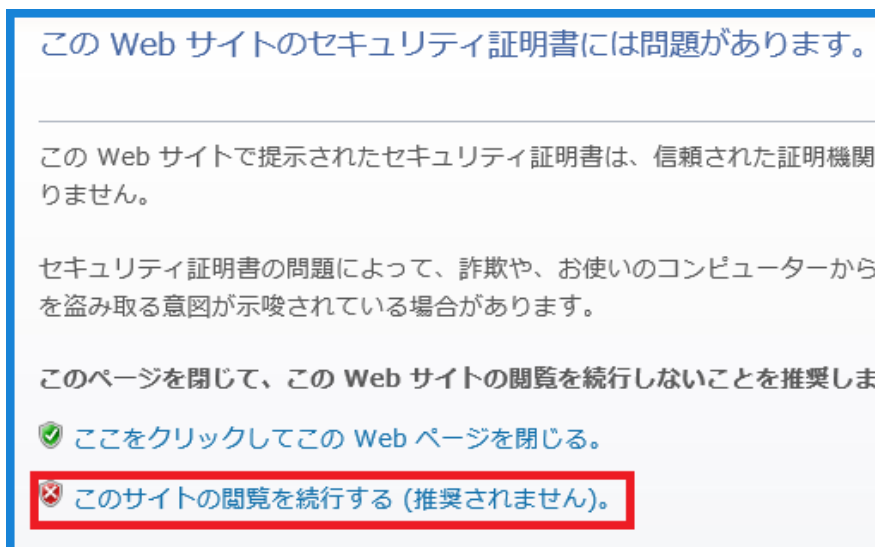 この Web サイトのセキュリティ証明書には問題があります。
この Web サイトで提示されたセキュリティ証明書は、信頼された証明機関
りません。
セキュリティ証明書の問題によって、詐欺や、お使いのコンピューターから
を盗み取る意図が示唆されている場合があります。
このページを閉じて、この Web サイトの閲覧を続行しないことを推奨しま
ここをクリックしてこの Web ページを閉じる。
このサイトの閲覧を続行する (推奨されません)。